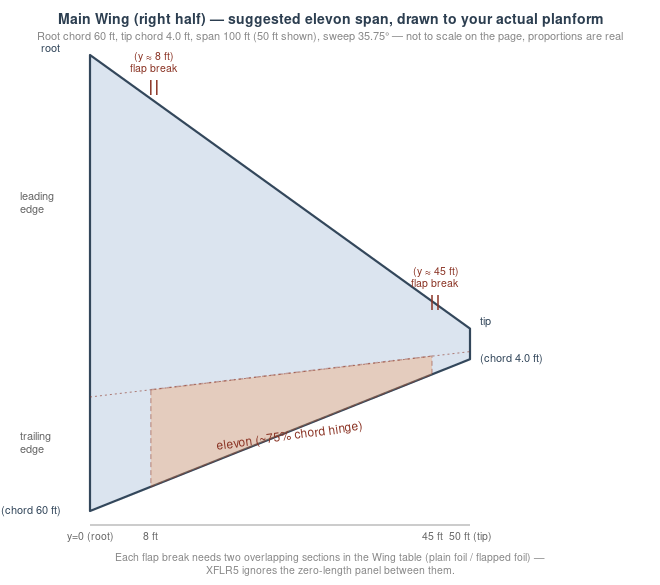 Main Wing (right half) — suggested elevon span, drawn to your actual planform
Root chord 60 ft, tip chord 4.0 ft, span 100 ft (50 ft shown), sweep 35.75° — not to scale on the page, proportions are real
root
(y ≈ 8 ft)
flap break
leading
edge
(y ≈ 45 ft)
flap break
tip
(chord 4.0 ft)
elevon (~75% chord hinge)
trailing
edge
(chord 60 ft)
y=0 (root)
8 ft
45 ft
50 ft (tip)
Each flap break needs two overlapping sections in the Wing table (plain foil / flapped foil) —
XFLR5 ignores the zero-length panel between them.